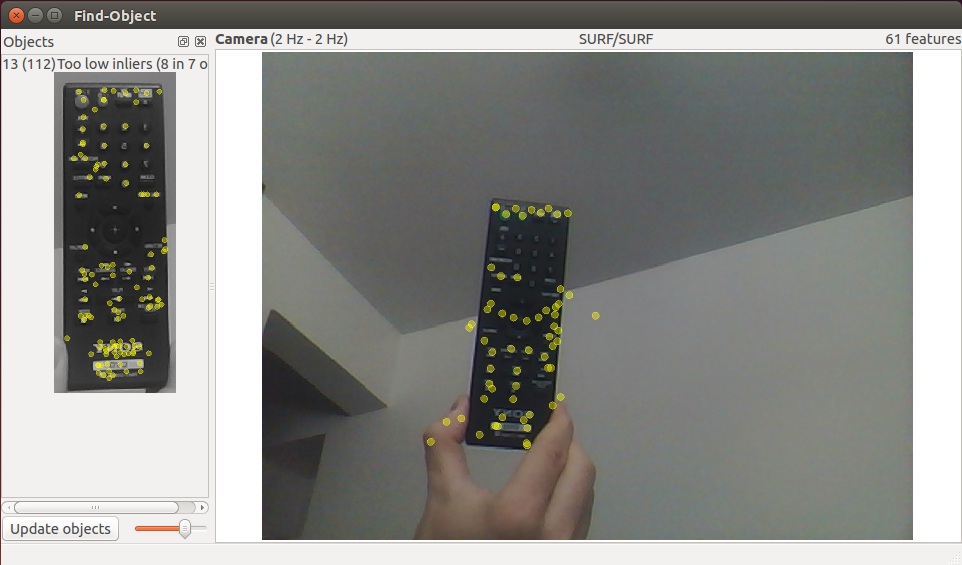 Find-Object
Objects
Camera (2 Hz - 2 Hz)
SURF/SURF
61 features
13 (112)Too low inliers (8 in 7 o
Update objects